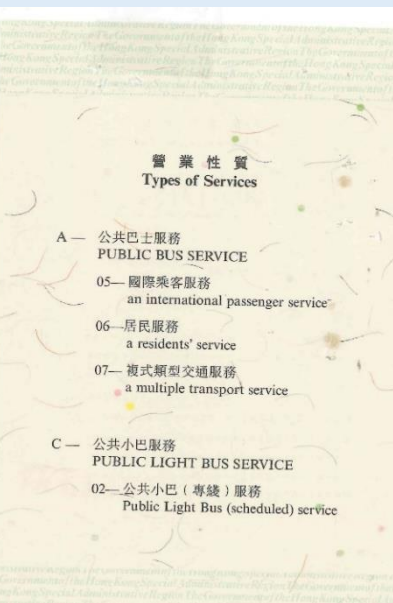 營業性質
Types of Services
A — 公共巴士服務
PUBLIC BUS SERVICE
05— 國際乘客服務
an international passenger service
06—居民服務
a residents' service
07— 複式類型交通服務
a multiple transport service
C — 公共小巴服務
PUBLIC LIGHT BUS SERVICE
02—公共小巴（專綫）服務
Public Light Bus (scheduled) service